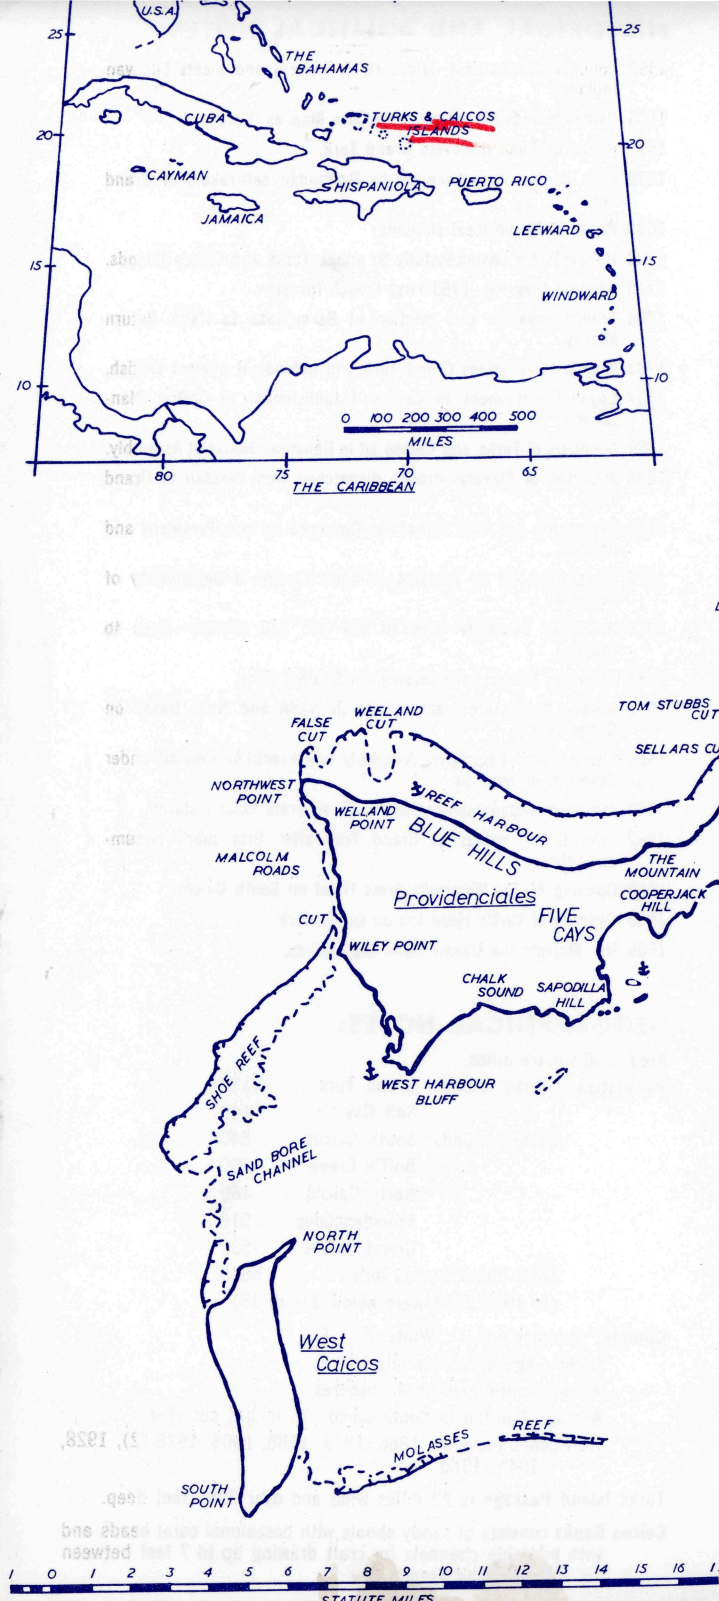 U.S.A.
25
25
THE
BAHAMAS
CUBA
TURKS & CAICOS
ISLANDS
20
20
CAYMAN
HISPANIOLA
PUERTO RICO
JAMAICA
LEEWARD
15
15
WINDWARD
10
10
0 100 200 300 400 500
MILES
80
75
70
65
THE CARIBBEAN
TOM STUBBS
CUT
WEELAND
CUT
FALSE
CUT
SELLARS CU
NORTHWEST
POINT
REEF HARBOUR
WELLAND
POINT
BLUE HILLS
MALCOLM
ROADS
THE
MOUNTAIN
Providenciales
COOPERJACK
HILL
FIVE
CAYS
CUT
WILEY POINT
CHALK
SOUND
SAPODILLA
HILL
SHOE REEF
WEST HARBOUR
BLUFF
SAND BORE
CHANNEL
NORTH
POINT
West
Caicos
REEF
MOLASSES
SOUTH
POINT
1 0 1 2 3 4 5 6 7 8 9 10 11 12 13 14 15 16 17
STATUTE MILES